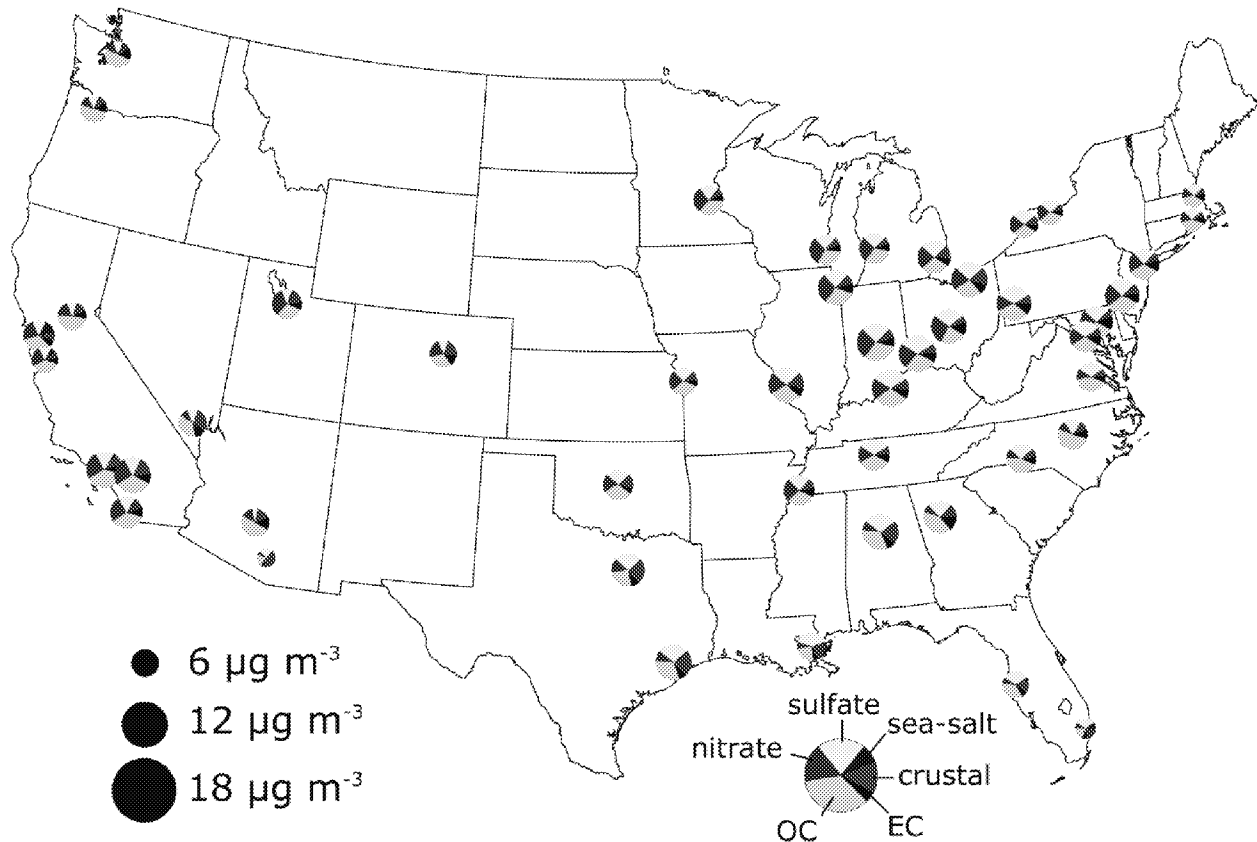 6 µg m⁻³
12 µg m⁻³
18 µg m⁻³
sulfate
sea-salt
nitrate
crustal
OC
EC